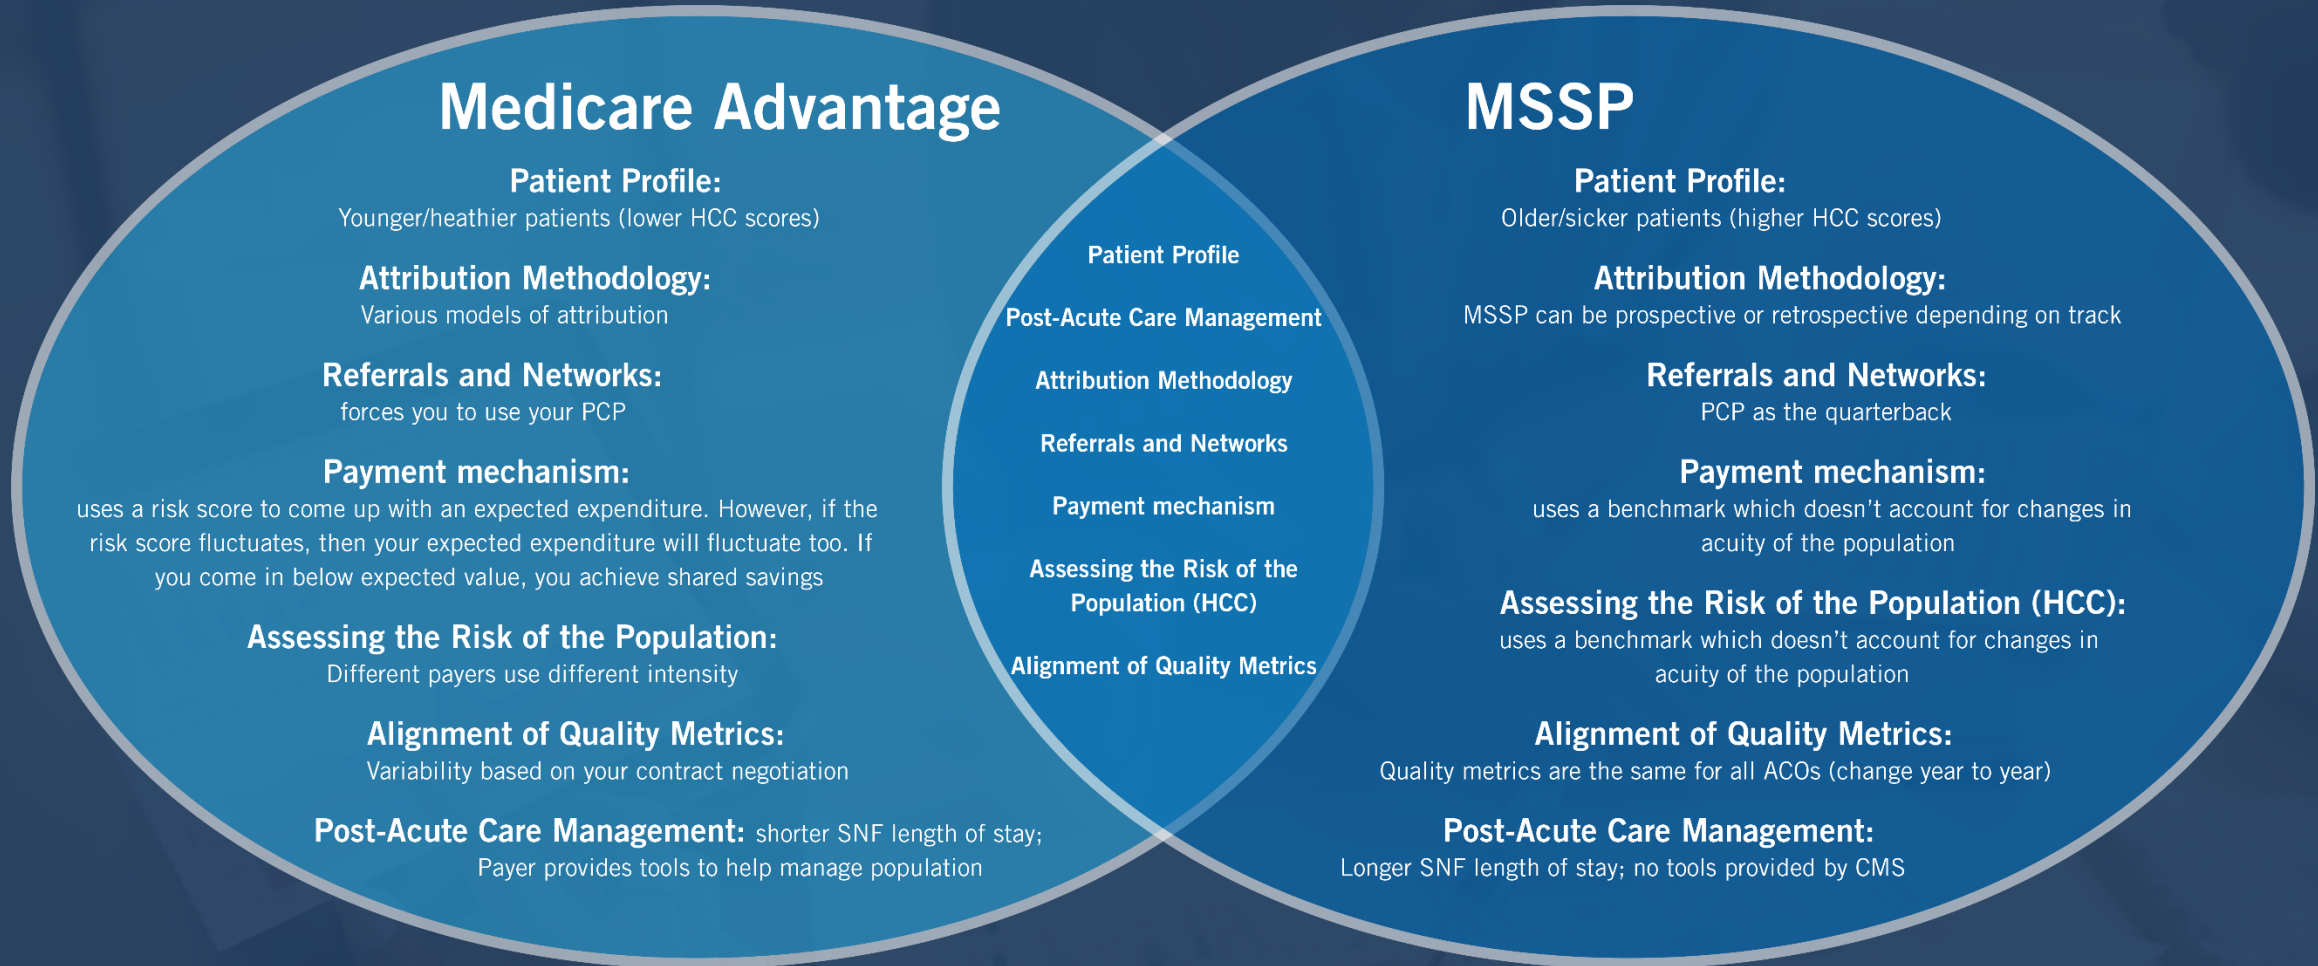 Medicare Advantage
Patient Profile:
Younger/heathier patients (lower HCC scores)
Attribution Methodology:
Various models of attribution
Referrals and Networks:
forces you to use your PCP
Payment mechanism:
uses a risk score to come up with an expected expenditure. However, if the
risk score fluctuates, then your expected expenditure will fluctuate too. If
you come in below expected value, you achieve shared savings
Assessing the Risk of the Population:
Different payers use different intensity
Alignment of Quality Metrics:
Variability based on your contract negotiation
Post-Acute Care Management: shorter SNF length of stay;
Payer provides tools to help manage population
Patient Profile
Post-Acute Care Management
Attribution Methodology
Referrals and Networks
Payment mechanism
Assessing the Risk of the
Population (HCC)
Alignment of Quality Metrics
MSSP
Patient Profile:
Older/sicker patients (higher HCC scores)
Attribution Methodology:
MSSP can be prospective or retrospective depending on track
Referrals and Networks:
PCP as the quarterback
Payment mechanism:
uses a benchmark which doesn't account for changes in
acuity of the population
Assessing the Risk of the Population (HCC):
uses a benchmark which doesn't account for changes in
acuity of the population
Alignment of Quality Metrics:
Quality metrics are the same for all ACOs (change year to year)
Post-Acute Care Management:
Longer SNF length of stay; no tools provided by CMS